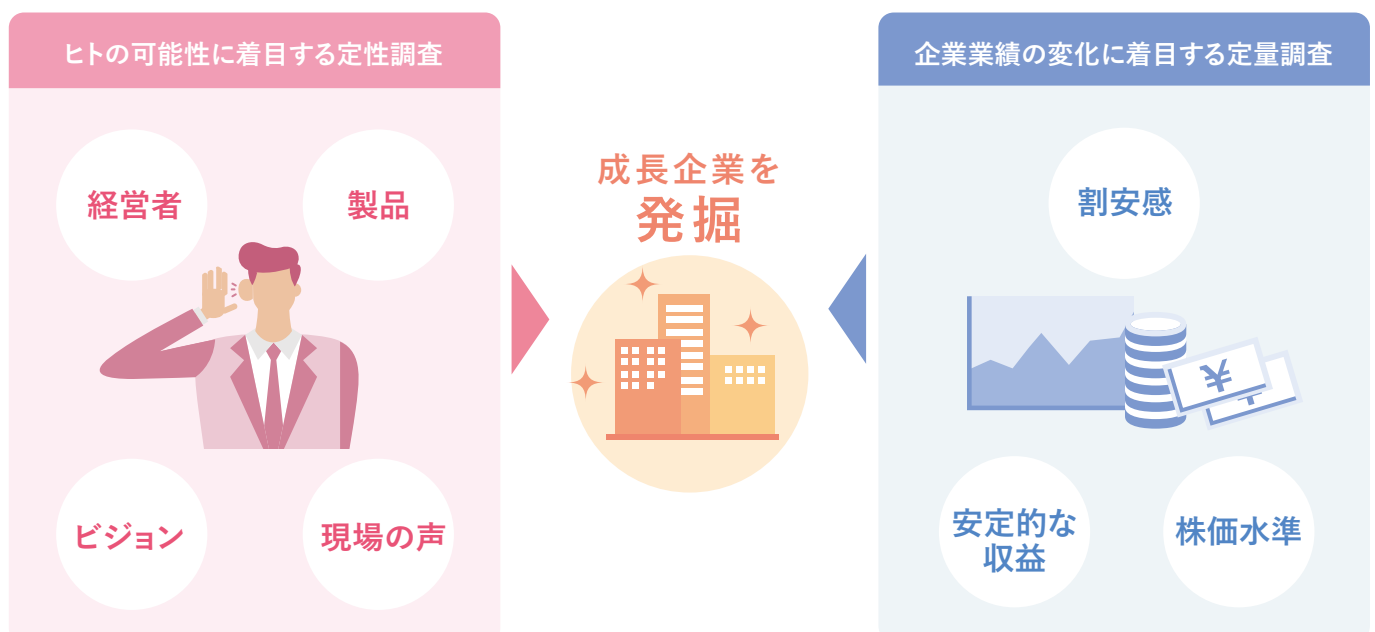 ヒトの可能性に着目する定性調査
経営者
製品
ビジョン
現場の声
成長企業を
発掘
企業業績の変化に着目する定量調査
割安感
¥
¥
安定的な
収益
株価水準